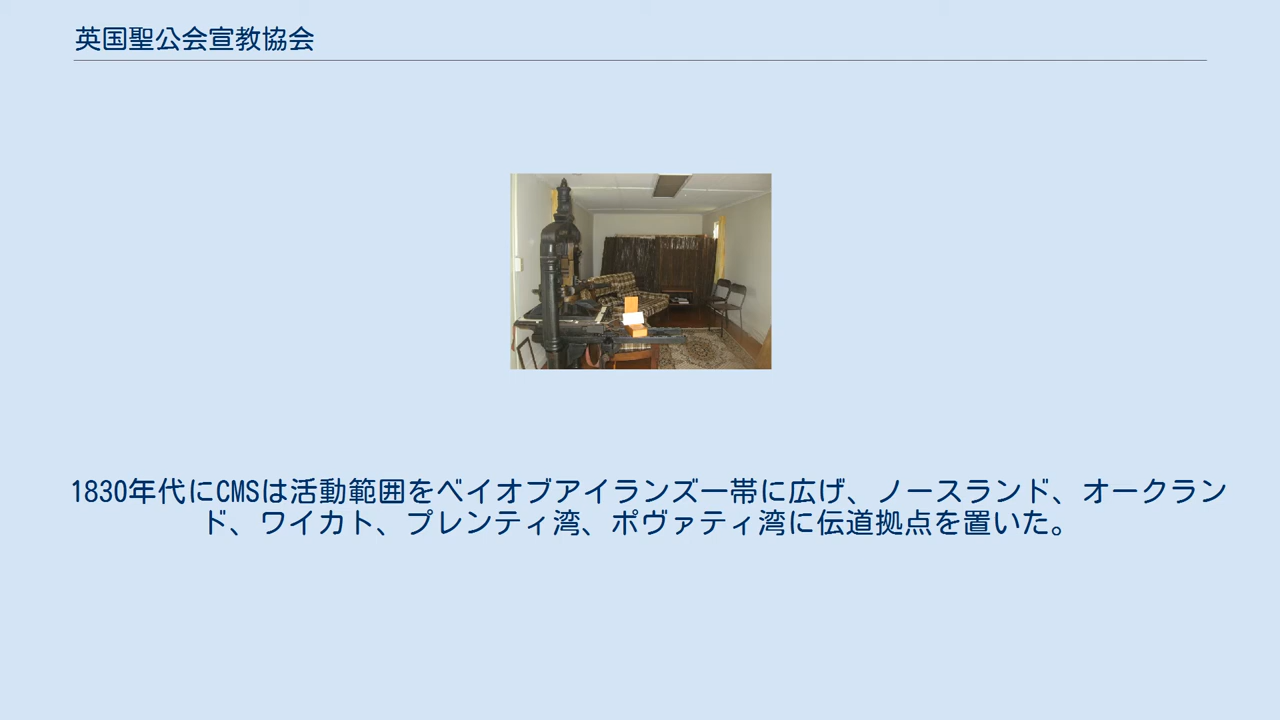 英国聖公会宣教協会
1830年代にCMSは活動範囲をベイオブアイランズ一帯に広げ、ノースランド、オークラン
ド、ワイカト、プレンティ湾、ポヴァティ湾に伝道拠点を置いた。